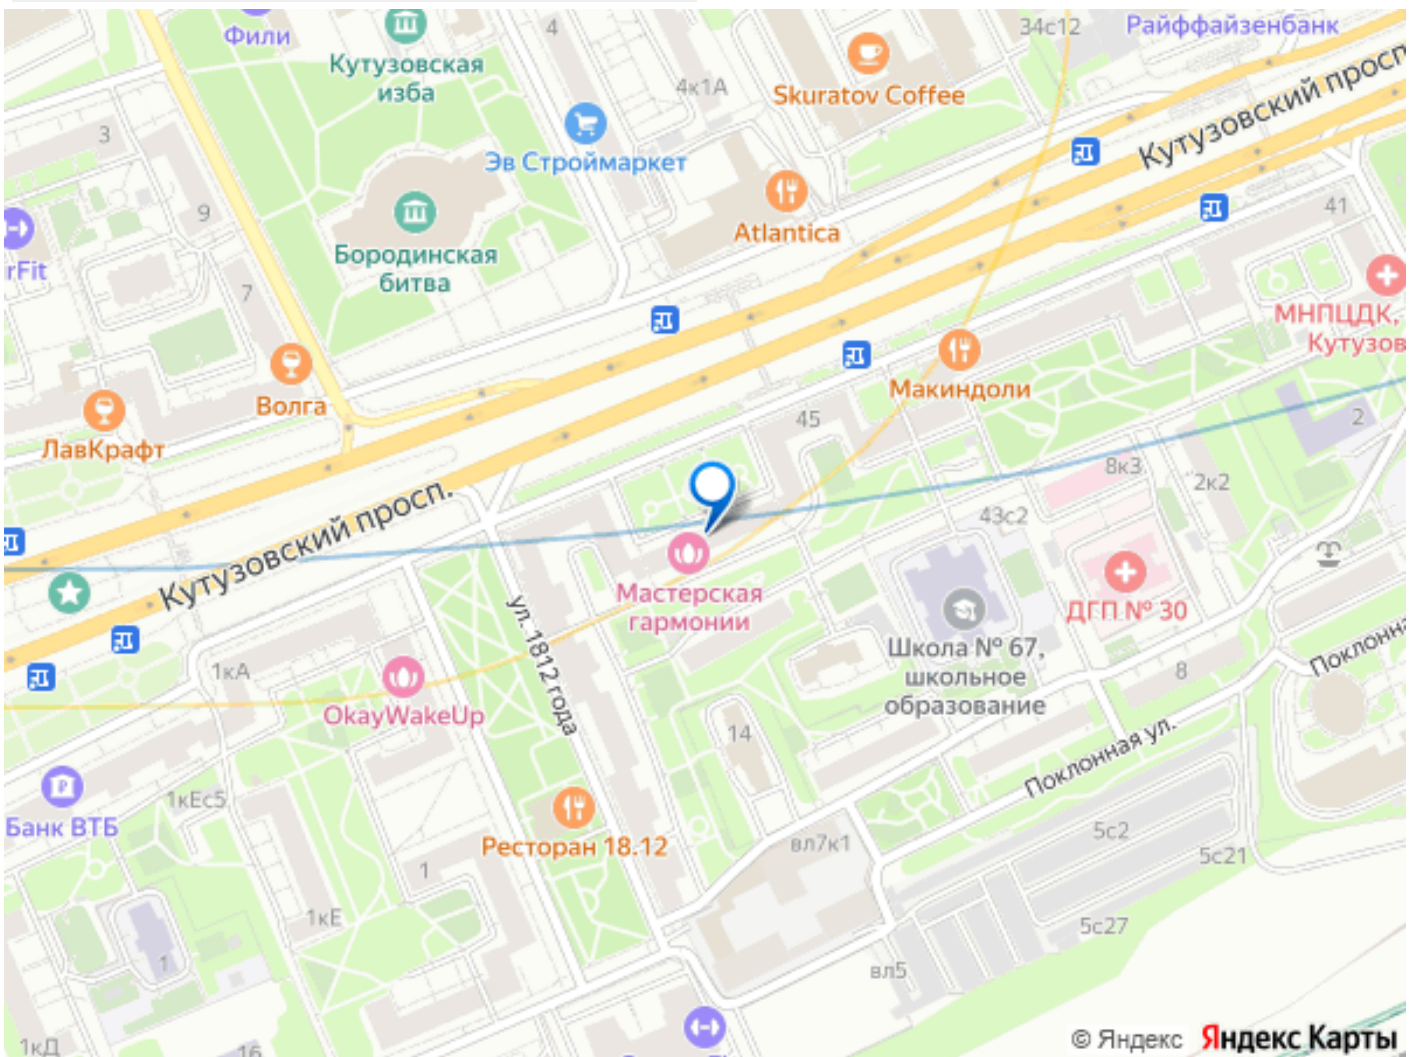 Фили
4
34с12
Райффайзенбанк
Кутузовская
изба
4к1А
Skuratov Coffee
Кутузовский просп
3
Эв Строймаркет
9
Atlantica
41
Бородинская
битва
rFit
7
МНПЦДК,
Кутузов
Волга
Макиндоли
45
2
ЛавКрафт
8к3
2к2
43с2
Кутузовский просп.
Мастерская
гармонии
ул. 1812 года
ДГП № 30
Школа № 67,
школьное
образование
Поклонна
1кА
8
OkayWakeUp
14
Поклонная ул.
1кЕс5
Банк ВТБ
Ресторан 18.12
вл7к1
5с2
5с21
1
1кЕ
5с27
1
вл5
1кД
16
© Яндекс Яндекс Карты